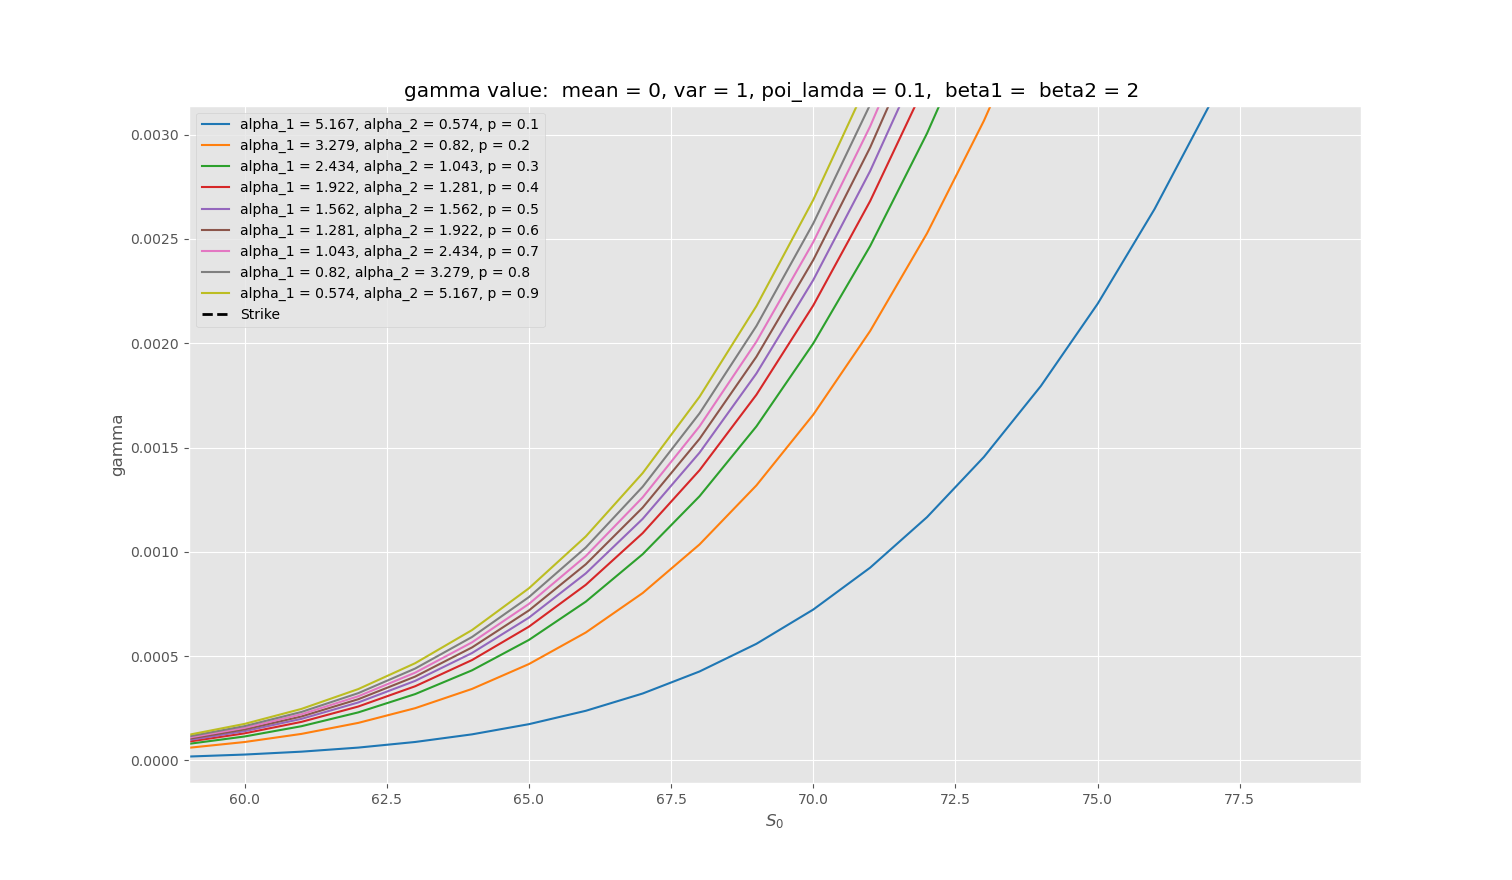 gamma value:  mean = 0, var = 1, poi_lamda = 0.1,  beta1 =  beta2 = 2
alpha_1 = 5.167, alpha_2 = 0.574, p = 0.1
alpha_1 = 3.279, alpha_2 = 0.82, p = 0.2
alpha_1 = 2.434, alpha_2 = 1.043, p = 0.3
alpha_1 = 1.922, alpha_2 = 1.281, p = 0.4
alpha_1 = 1.562, alpha_2 = 1.562, p = 0.5
alpha_1 = 1.281, alpha_2 = 1.922, p = 0.6
alpha_1 = 1.043, alpha_2 = 2.434, p = 0.7
alpha_1 = 0.82, alpha_2 = 3.279, p = 0.8
alpha_1 = 0.574, alpha_2 = 5.167, p = 0.9
Strike
gamma
0.0030
0.0025
0.0020
0.0015
0.0010
0.0005
0.0000
60.0 62.5 65.0 67.5 70.0 72.5 75.0 77.5
S₀